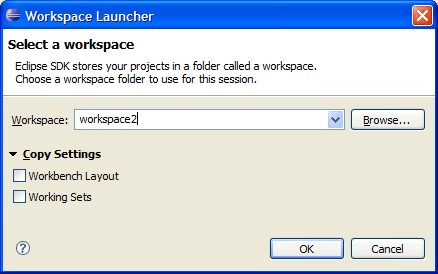 Workspace Launcher
Select a workspace
Eclipse SDK stores your projects in a folder called a workspace.
Choose a workspace folder to use for this session.
Workspace: workspace2 Browse...
Copy Settings
Workbench Layout
Working Sets
? OK Cancel